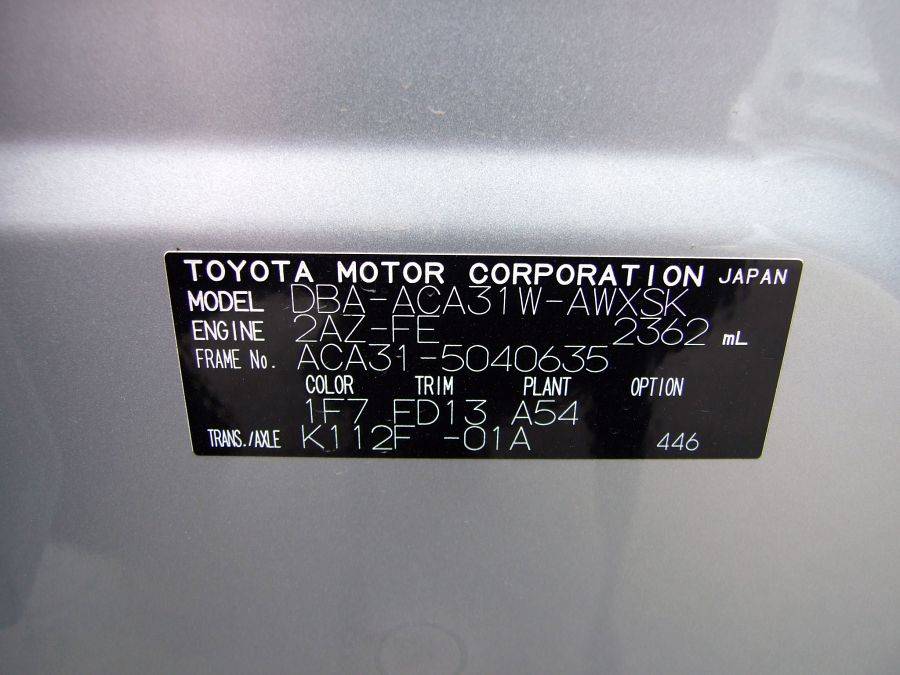 TOYOTA MOTOR CORPORATION JAPAN
MODEL DBA-ACA31W-AWXSK
ENGINE 2AZ-FE 2362 mL
FRAME No. ACA31-5040635
COLOR TRIM PLANT OPTION
1F7 FD13 A54
TRANS./AXLE K112F -01A 446